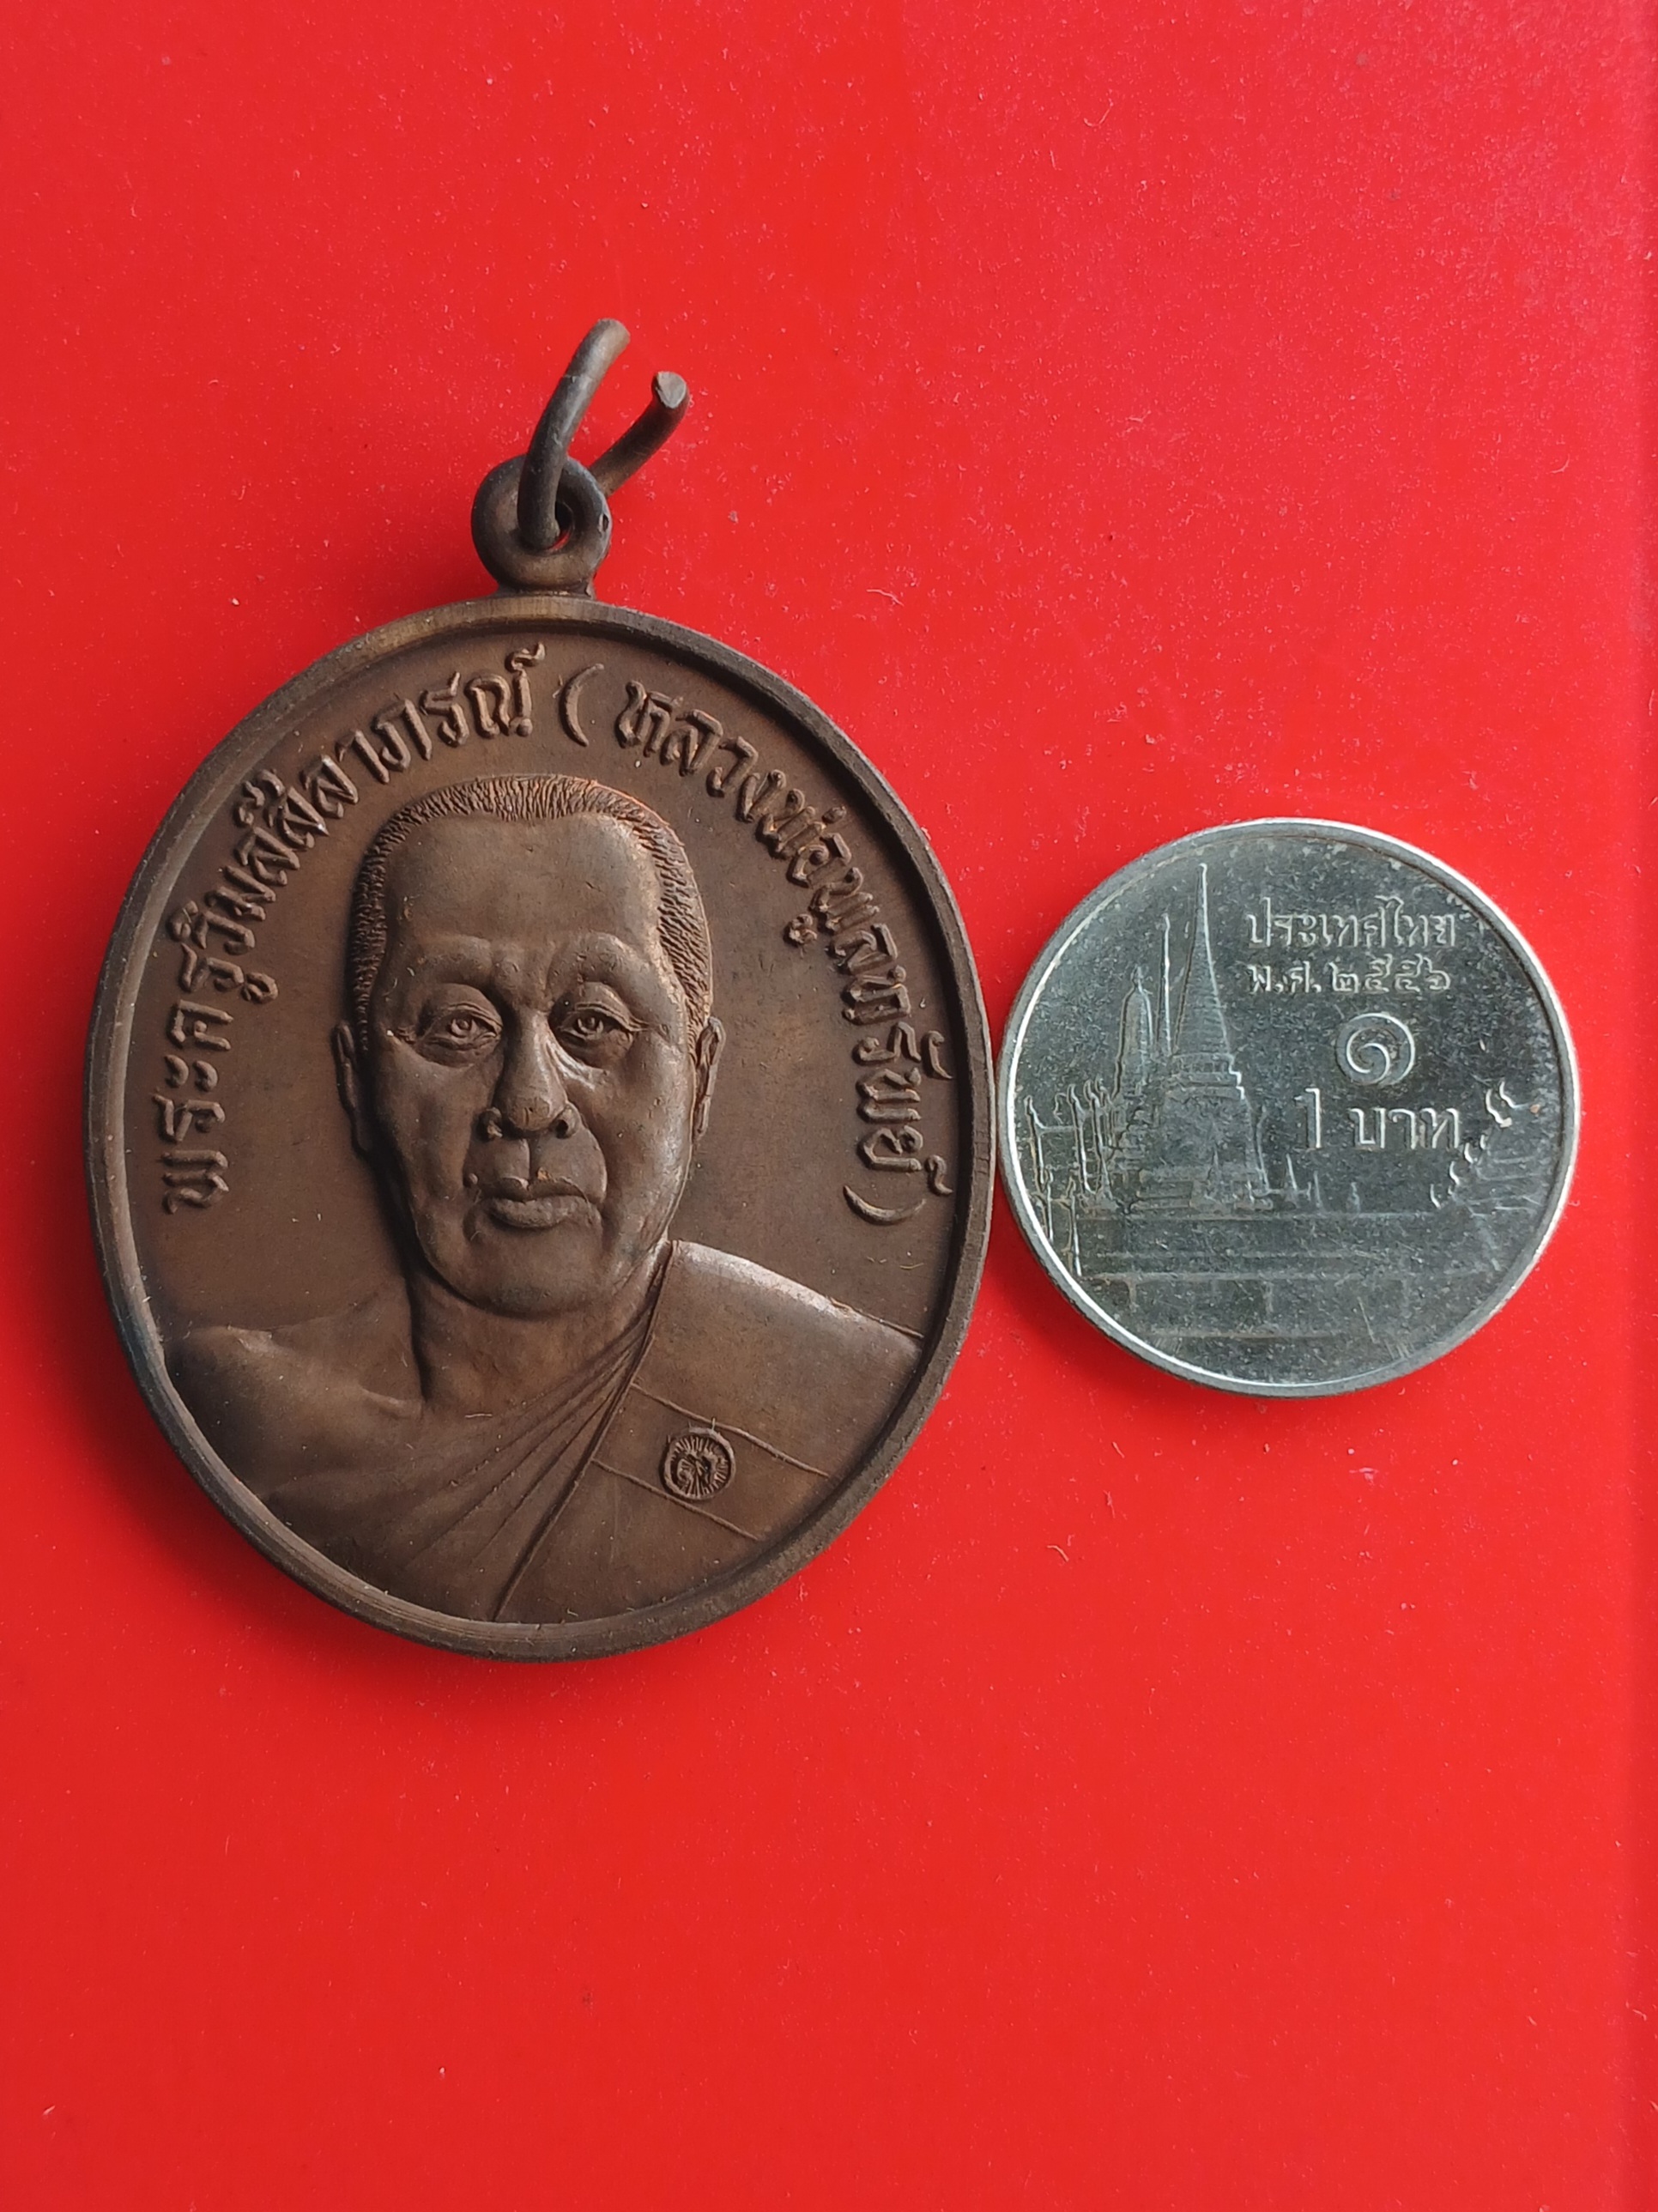 พระครูวิมลสีลาภรณ์ ( หลวงพ่อพูลทรัพย์ )
ประเทศไทย
พ.ศ.๒๕๕๖
๑
1 บาท